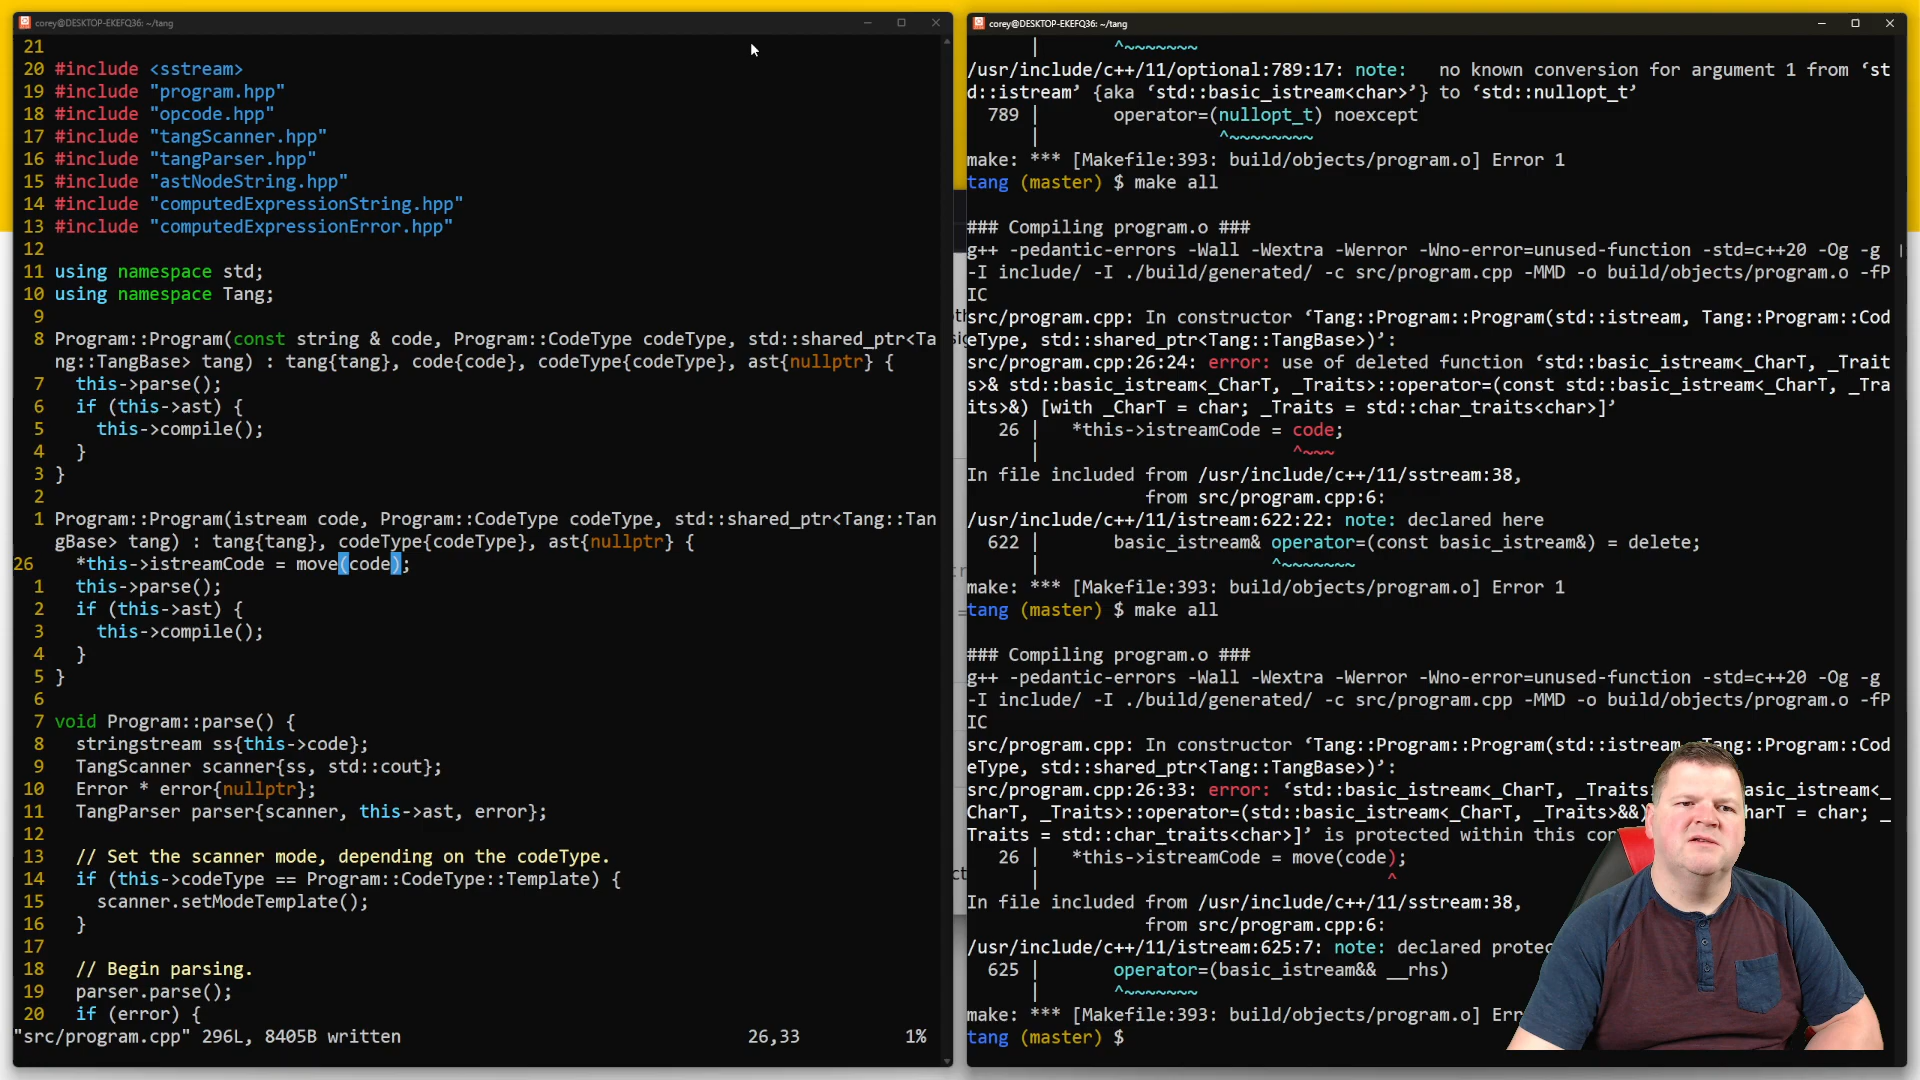 corey@DESKTOP-EKEFQ36: ~/tang
21
20 #include <sstream>
19 #include "program.hpp"
18 #include "opcode.hpp"
17 #include "tangScanner.hpp"
16 #include "tangParser.hpp"
15 #include "astNodeString.hpp"
14 #include "computedExpressionString.hpp"
13 #include "computedExpressionError.hpp"
12
11 using namespace std;
10 using namespace Tang;
9
8 Program::Program(const string & code, Program::CodeType codeType, std::shared_ptr<Ta
ng::TangBase> tang) : tang{tang}, code{code}, codeType{codeType}, ast{nullptr} {
7 this->parse();
6 if (this->ast) {
5 this->compile();
4 }
3 }
2
1 Program::Program(istream code, Program::CodeType codeType, std::shared_ptr<Tang::Tan
gBase> tang) : tang{tang}, codeType{codeType}, ast{nullptr} {
26 *this->istreamCode = move(code);
1 this->parse();
2 if (this->ast) {
3 this->compile();
4 }
5 }
6
7 void Program::parse() {
8 stringstream ss{this->code};
9 TangScanner scanner{ss, std::cout};
10 Error * error{nullptr};
11 TangParser parser{scanner, this->ast, error};
12
13 // Set the scanner mode, depending on the codeType.
14 if (this->codeType == Program::CodeType::Template) {
15 scanner.setModeTemplate();
16 }
17
18 // Begin parsing.
19 parser.parse();
20 if (error) {
"src/program.cpp" 296L, 8405B written 26,33 1%
corey@DESKTOP-EKEFQ36: ~/tang
| ^~~~~~~~
/usr/include/c++/11/optional:789:17: note: no known conversion for argument 1 from ‘st
d::istream’ {aka ‘std::basic_istream<char>’} to ‘std::nullopt_t’
789 | operator=(nullopt_t) noexcept
| ^~~~~~~~~
make: *** [Makefile:393: build/objects/program.o] Error 1
tang (master) $ make all
### Compiling program.o ###
g++ -pedantic-errors -Wall -Wextra -Werror -Wno-error=unused-function -std=c++20 -Og -g
-I include/ -I ./build/generated/ -c src/program.cpp -MMD -o build/objects/program.o -fP
IC
src/program.cpp: In constructor ‘Tang::Program::Program(std::istream, Tang::Program::Cod
eType, std::shared_ptr<Tang::TangBase>)’:
src/program.cpp:26:24: error: use of deleted function ‘std::basic_istream<_CharT, _Trait
s>& std::basic_istream<_CharT, _Traits>::operator=(const std::basic_istream<_CharT, _Tra
its>&) [with _CharT = char; _Traits = std::char_traits<char>]’
26 | *this->istreamCode = code;
| ^~~~
In file included from /usr/include/c++/11/sstream:38,
from src/program.cpp:6:
/usr/include/c++/11/istream:622:22: note: declared here
622 | basic_istream& operator=(const basic_istream&) = delete;
| ^~~~~~~~
make: *** [Makefile:393: build/objects/program.o] Error 1
tang (master) $ make all
### Compiling program.o ###
g++ -pedantic-errors -Wall -Wextra -Werror -Wno-error=unused-function -std=c++20 -Og -g
-I include/ -I ./build/generated/ -c src/program.cpp -MMD -o build/objects/program.o -fP
IC
src/program.cpp: In constructor ‘Tang::Program::Program(std::istream, Tang::Program::Cod
eType, std::shared_ptr<Tang::TangBase>)’:
src/program.cpp:26:33: error: ‘std::basic_istream<_CharT, _Traits basic_istream<_
CharT, _Traits>::operator=(std::basic_istream<_CharT, _Traits>&&) harT = char; _
Traits = std::char_traits<char>]’ is protected within this con
26 | *this->istreamCode = move(code);
| ^
In file included from /usr/include/c++/11/sstream:38,
from src/program.cpp:6:
/usr/include/c++/11/istream:625:7: note: declared protec
625 | operator=(basic_istream&& __rhs)
| ^~~~~~~~
make: *** [Makefile:393: build/objects/program.o] Err
tang (master) $